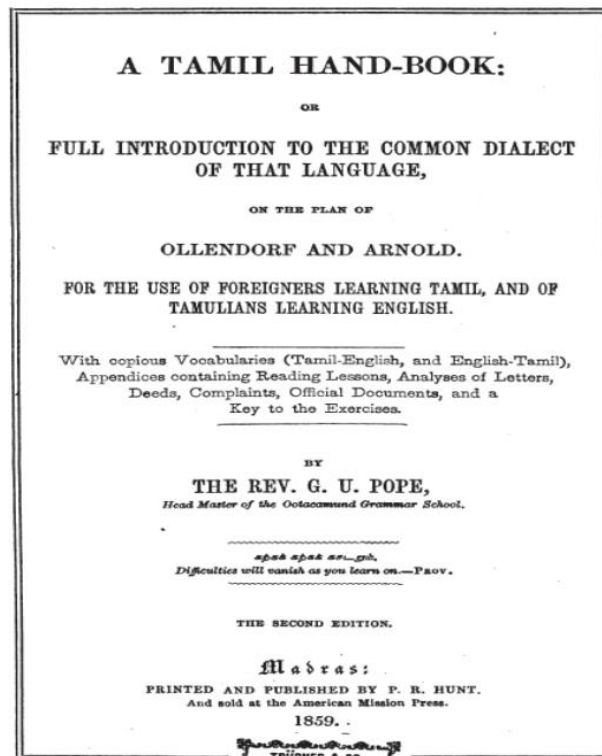 A TAMIL HAND-BOOK:
OR
FULL INTRODUCTION TO THE COMMON DIALECT
OF THAT LANGUAGE,
ON THE PLAN OF
OLLENDORF AND ARNOLD.
FOR THE USE OF FOREIGNERS LEARNING TAMIL, AND OF
TAMULIANS LEARNING ENGLISH.
With copious Vocabularies (Tamil-English, and English-Tamil),
Appendices containing Reading Lessons, Analyses of Letters,
Deeds, Complaints, Official Documents, and a
Key to the Exercises.
BY
THE REV. G. U. POPE,
Head Master of the Ootacamund Grammar School.
Difficulties will vanish as you learn on.—PROV.
THE SECOND EDITION.
Madras:
PRINTED AND PUBLISHED BY P. R. HUNT.
And sold at the American Mission Press.
1859.